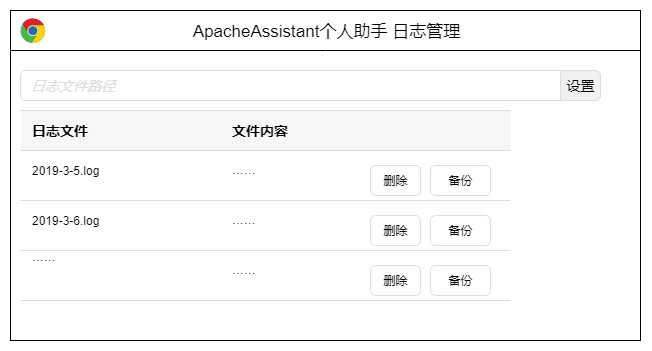 ApacheAssistant个人助手 日志管理
日志文件路径 设置
日志文件 文件内容
2019-3-5.log …… 删除 备份
2019-3-6.log …… 删除 备份
…… …… 删除 备份